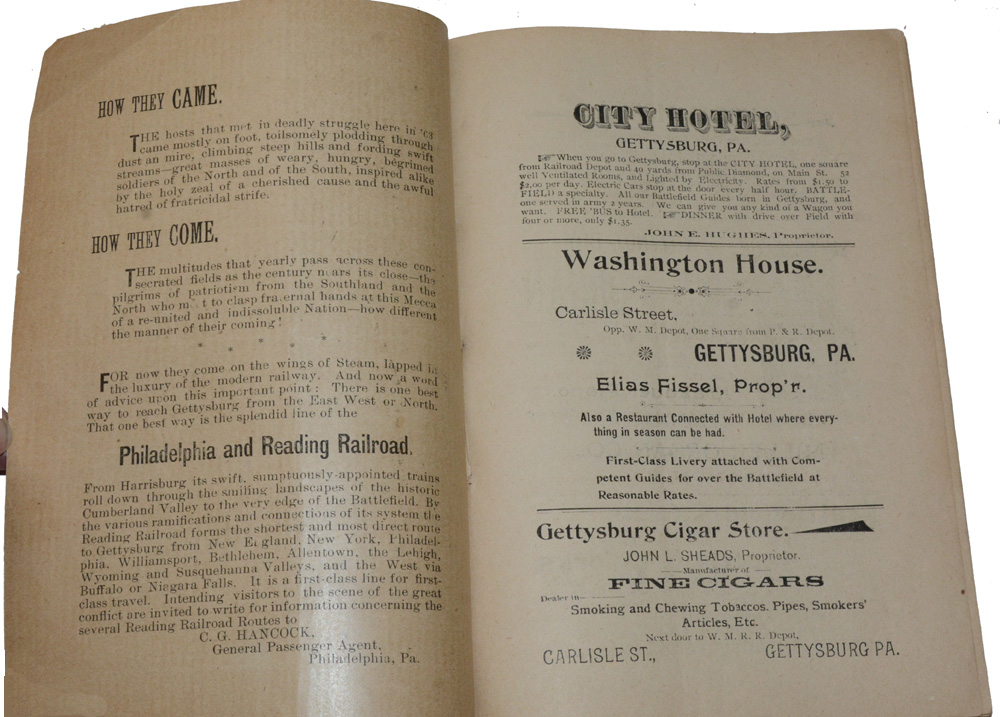 HOW THEY CAME.
THE hosts that met in deadly struggle here in '63
came mostly on foot, toilsomely plodding through
dust an mire, climbing steep hills and fording swift
streams—great masses of weary, hungry, begrimed
soldiers of the North and of the South, inspired alike
by the holy zeal of a cherished cause and the awful
hatred of fratricidal strife.
HOW THEY COME.
THE multitudes that yearly pass across these con-
secrated fields as the century nears its close—the
pilgrims of patriotism from the Southland and the
North who m t to clasp fraternal hands at this Mecca
of a re-united and indissoluble Nation—how different
the manner of their coming!
* * * * *
FOR now they come on the wings of Steam, lapped in
the luxury of the modern railway. And now a word
of advice upon this important point: There is one best
way to reach Gettysburg from the East West or North.
That one best way is the splendid line of the
Philadelphia and Reading Railroad.
From Harrisburg its swift, sumptuously-appointed trains
roll down through the smiling landscapes of the historic
Cumberland Valley to the very edge of the Battlefield. By
the various ramifications and connections of its system the
Reading Railroad forms the shortest and most direct route
to Gettysburg from New England, New York, Philadel-
phia, Williamsport, Bethlehem, Allentown, the Lehigh,
Wyoming and Susquehanna Valleys, and the West via
Buffalo or Niagara Falls. It is a first-class line for first-
class travel. Intending visitors to the scene of the great
conflict are invited to write for information concerning the
several Reading Railroad Routes to
C. G. HANCOCK,
General Passenger Agent,
Philadelphia, Pa.
CITY HOTEL,
GETTYSBURG, PA.
☞ When you go to Gettysburg, stop at the CITY HOTEL, one square
from Railroad Depot and 40 yards from Public Diamond, on Main St. 52
well Ventilated Rooms, and Lighted by Electricity. Rates from $1.50 to
$2.00 per day. Electric Cars stop at the door every half hour. BATTLE-
FIELD a specialty. All our Battlefield Guides born in Gettysburg, and
one served in army 2 years. We can give you any kind of a Wagon you
want. FREE 'BUS to Hotel. ☞ DINNER with drive over Field with
four or more, only $1.35.
JOHN E. HUGHES, Proprietor.
Washington House.
Carlisle Street,
Opp. W. M. Depot, One Square from P. & R. Depot.
GETTYSBURG, PA.
Elias Fissel, Prop'r.
Also a Restaurant Connected with Hotel where every-
thing in season can be had.
First-Class Livery attached with Com-
petent Guides for over the Battlefield at
Reasonable Rates.
Gettysburg Cigar Store.
JOHN L. SHEADS, Proprietor.
—Manufacturer of—
FINE CIGARS
Dealer in—
Smoking and Chewing Tobaccos. Pipes, Smokers'
Articles, Etc.
Next door to W. M. R. R. Depot,
CARLISLE ST., GETTYSBURG PA.